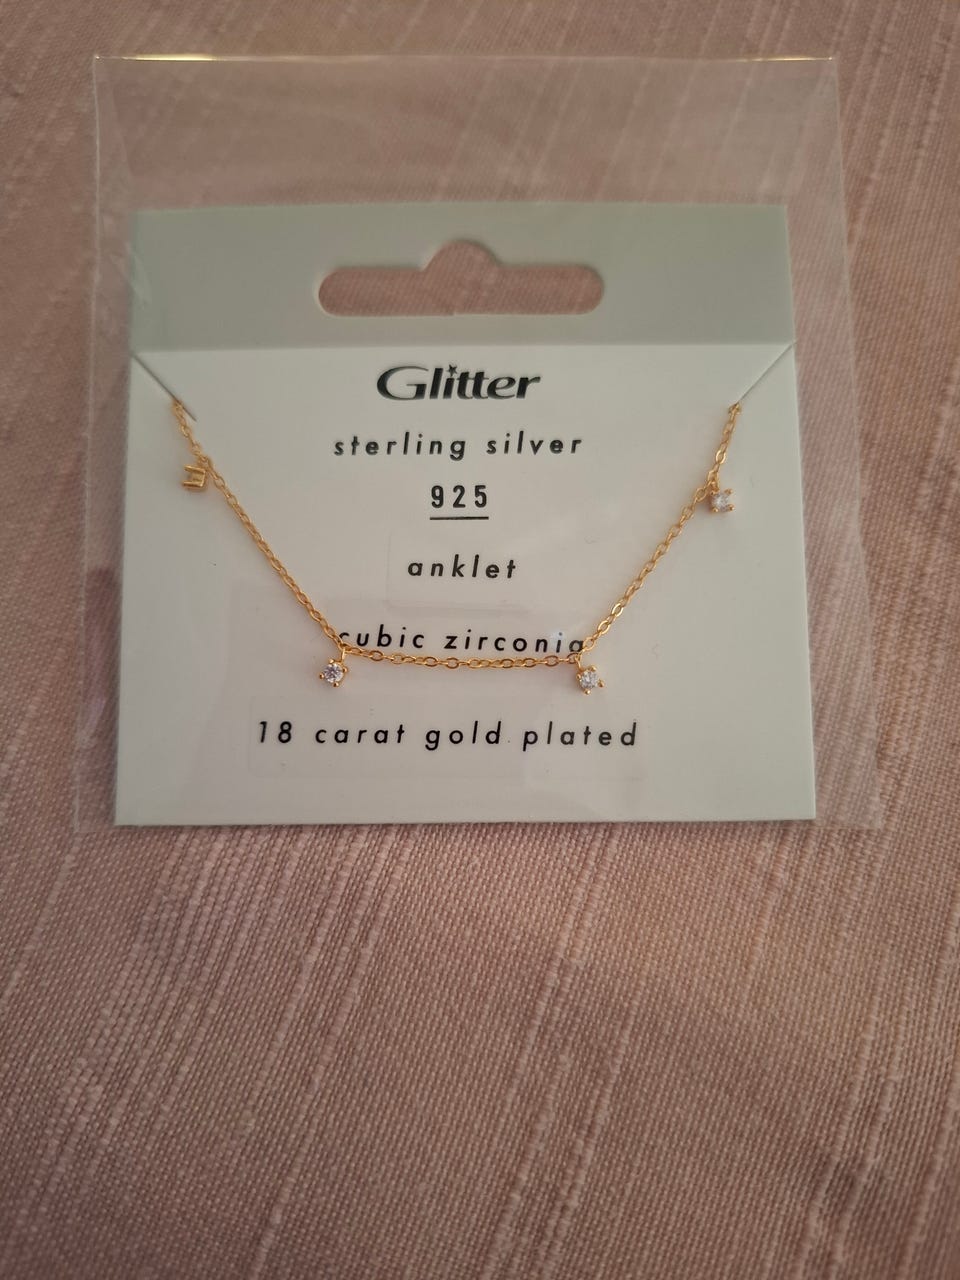 Glitter
sterling silver
925
anklet
cubic zirconia
18 carat gold plated